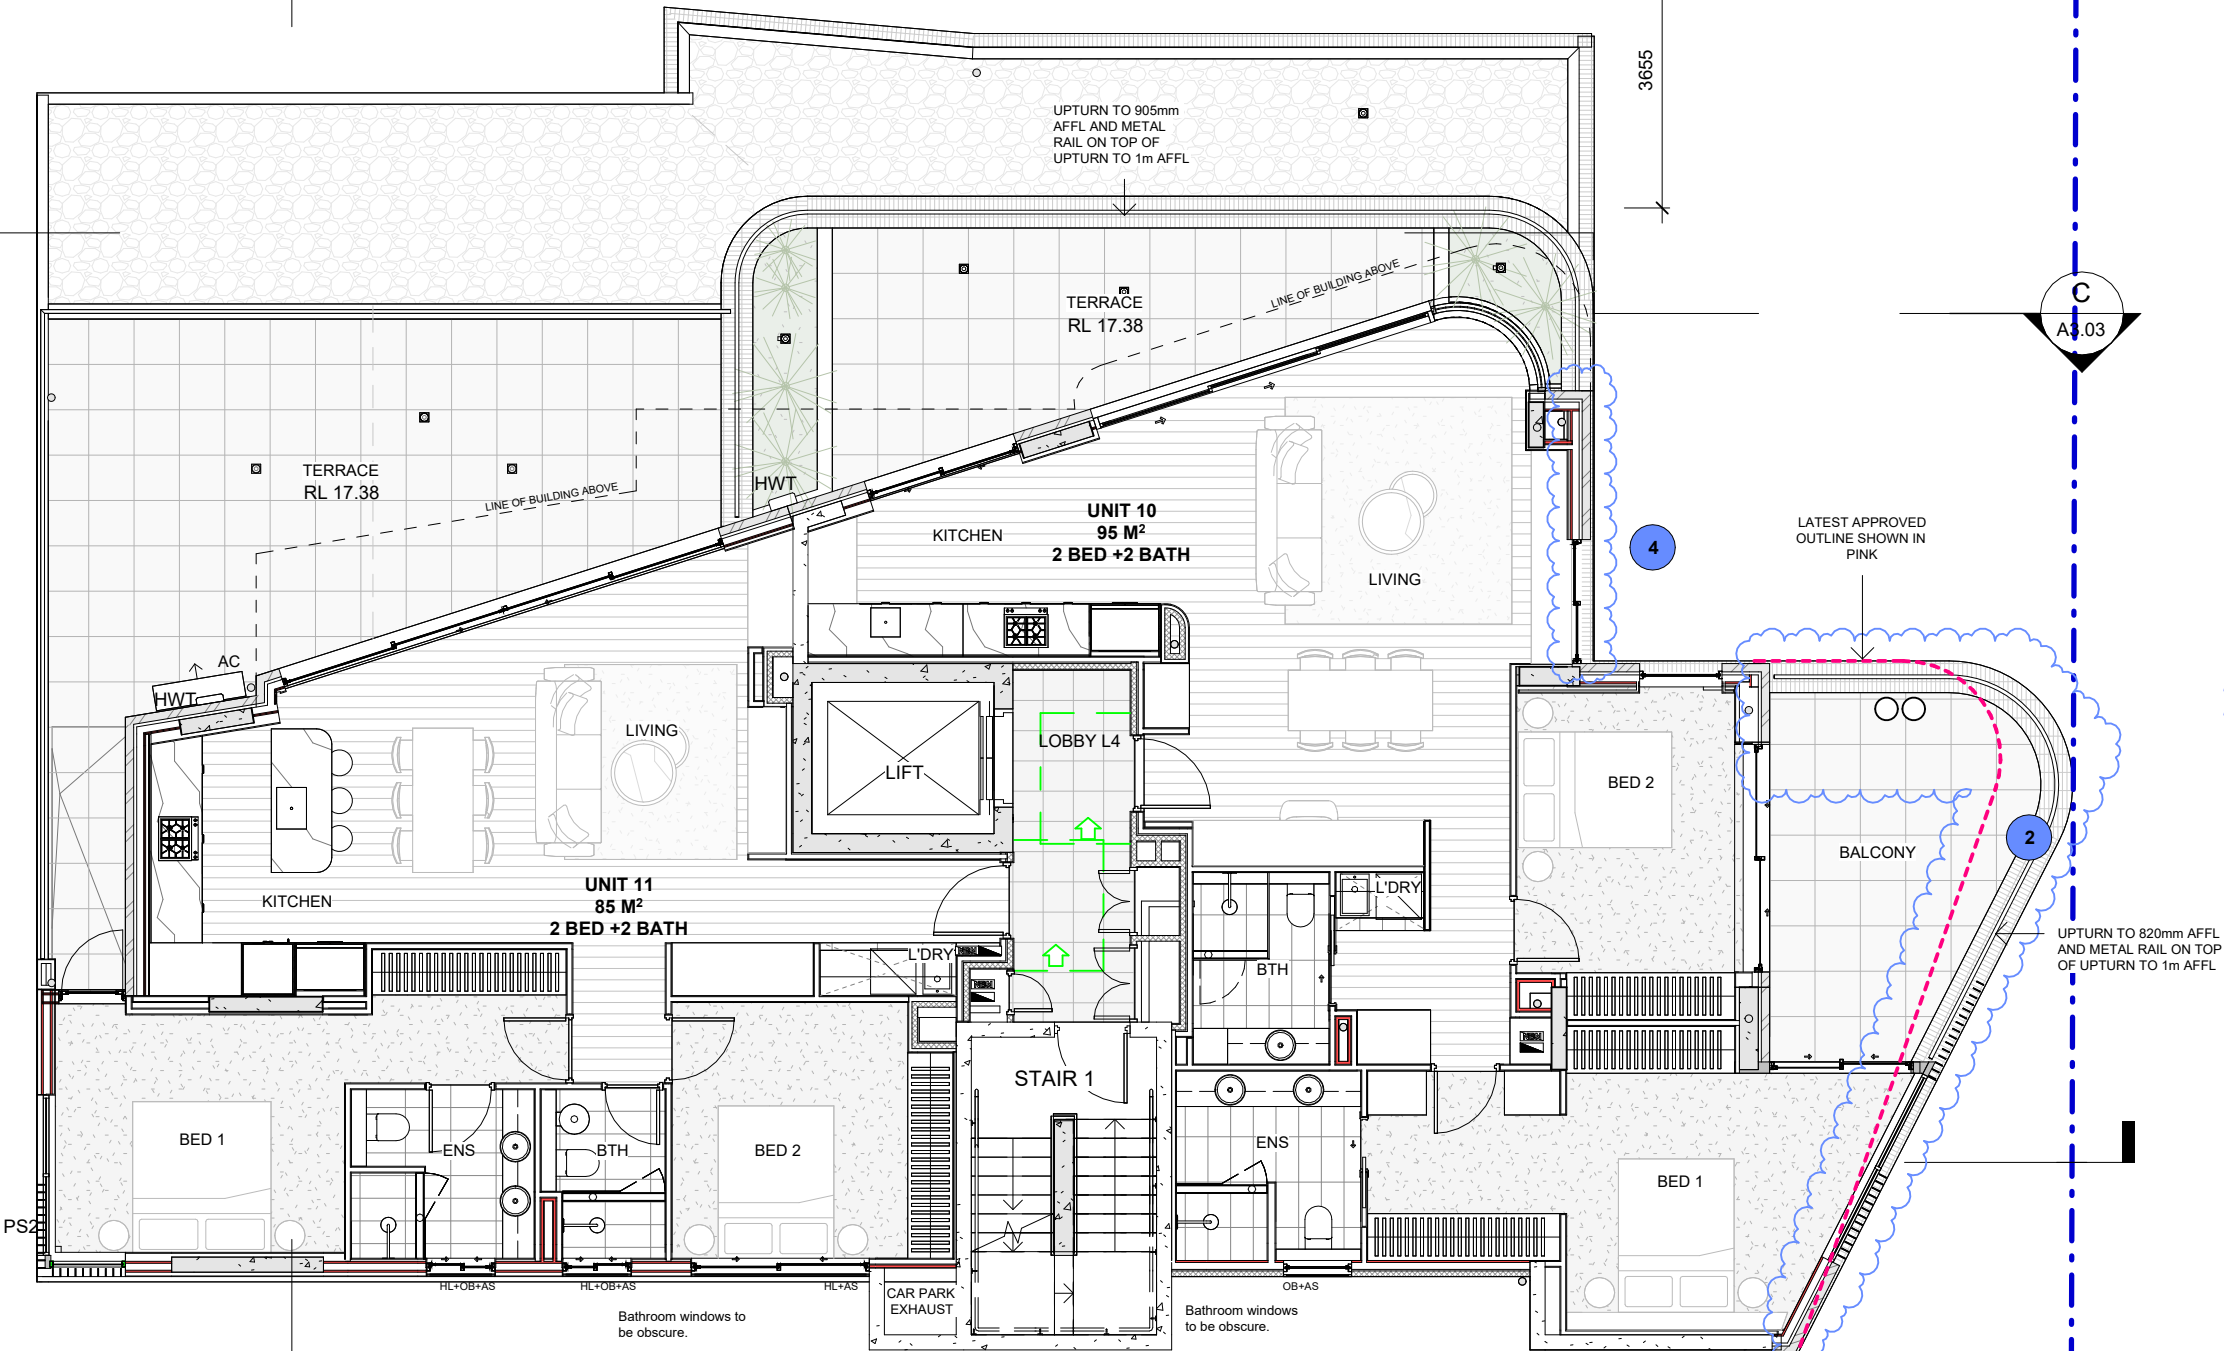 3655
UPTURN TO 905mm
AFFL AND METAL
RAIL ON TOP OF
UPTURN TO 1m AFFL
LINE OF BUILDING ABOVE
TERRACE
RL 17.38
C
A3.03
TERRACE
RL 17.38
LINE OF BUILDING ABOVE
HWT
KITCHEN
UNIT 10
95 M²
2 BED +2 BATH
LIVING
4
LATEST APPROVED
OUTLINE SHOWN IN
PINK
AC
HWT
LIVING
LIFT
LOBBY L4
BED 2
BALCONY
2
KITCHEN
UNIT 11
85 M²
2 BED +2 BATH
L'DRY
L'DRY
BTH
UPTURN TO 820mm AFFL
AND METAL RAIL ON TOP
OF UPTURN TO 1m AFFL
STAIR 1
BED 1
ENS
BTH
BED 2
ENS
BED 1
PS2
HL+OB+AS
HL+OB+AS
HL+AS
CAR PARK
EXHAUST
OB+AS
Bathroom windows to
be obscure.
Bathroom windows
to be obscure.